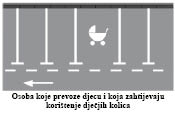 Osoba koje prevoze djecu i koja zahtijevaju
korištenje dječjih kolica